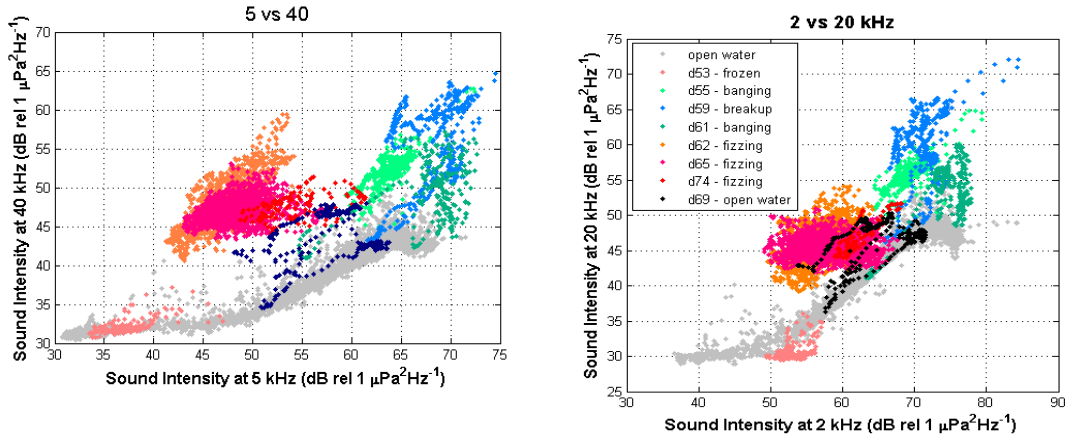 5 vs 40
Sound Intensity at 40 kHz (dB rel 1 µPa²Hz⁻¹)
70
65
60
55
50
45
40
35
30
30 35 40 45 50 55 60 65 70 75
Sound Intensity at 5 kHz (dB rel 1 µPa²Hz⁻¹)
2 vs 20 kHz
Sound Intensity at 20 kHz (dB rel 1 µPa²Hz⁻¹)
75
70
65
60
55
50
45
40
35
30
25
open water
d53 - frozen
d55 - banging
d59 - breakup
d61 - banging
d62 - fizzing
d65 - fizzing
d74 - fizzing
d69 - open water
30 40 50 60 70 80 90
Sound Intensity at 2 kHz (dB rel 1 µPa²Hz⁻¹)